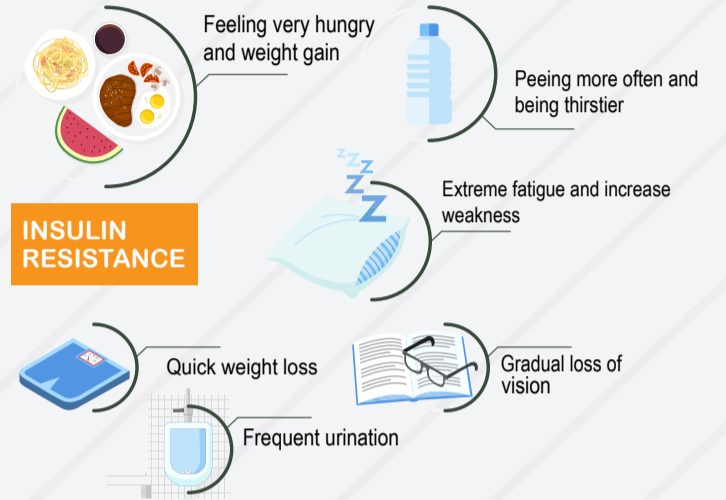 Feeling very hungry
and weight gain
Peeing more often and
being thirstier
Z Z Z
Z
Z
Extreme fatigue and increase
weakness
INSULIN
RESISTANCE
Quick weight loss
Gradual loss of
vision
Frequent urination